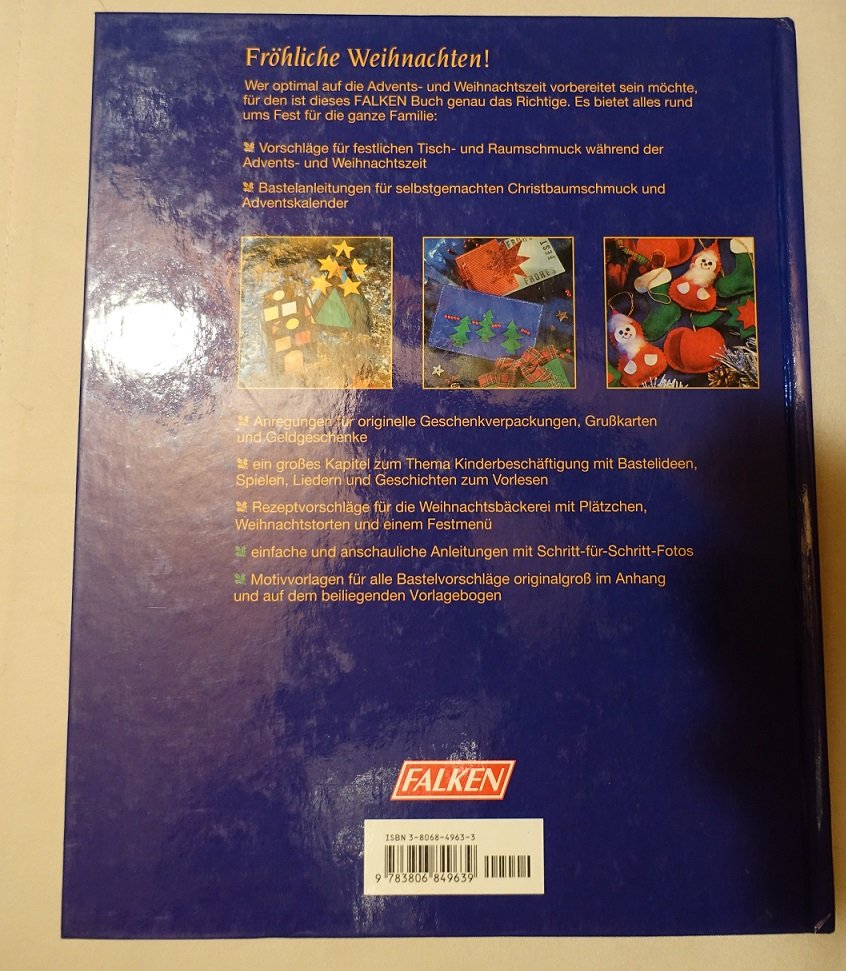 Fröhliche Weihnachten!
Wer optimal auf die Advents- und Weihnachtszeit vorbereitet sein möchte,
für den ist dieses FALKEN Buch genau das Richtige. Es bietet alles rund
ums Fest für die ganze Familie:
Vorschläge für festlichen Tisch- und Raumschmuck während der
Advents- und Weihnachtszeit
Bastelanleitungen für selbstgemachten Christbaumschmuck und
Adventskalender
FROHES
FEST
FROHES
Anregungen für originelle Geschenkverpackungen, Grußkarten
und Geldgeschenke
ein großes Kapitel zum Thema Kinderbeschäftigung mit Bastelideen,
Spielen, Liedern und Geschichten zum Vorlesen
Rezeptvorschläge für die Weihnachtsbäckerei mit Plätzchen,
Weihnachtstorten und einem Festmenü
einfache und anschauliche Anleitungen mit Schritt-für-Schritt-Fotos
Motivvorlagen für alle Bastelvorschläge originalgroß im Anhang
und auf dem beiliegenden Vorlagebogen
FALKEN
ISBN 3-8068-4963-3
9 783806 849639